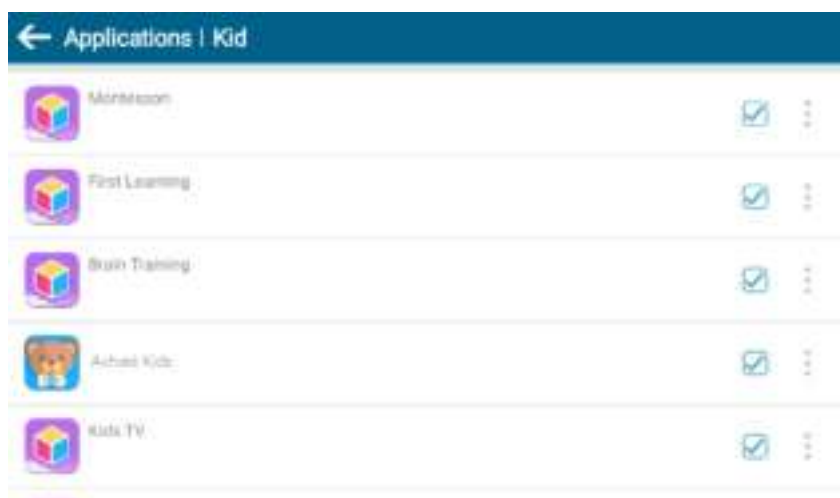 Applications | Kid
Montessori
First Learning
Brain Training
Kids
Kids TV